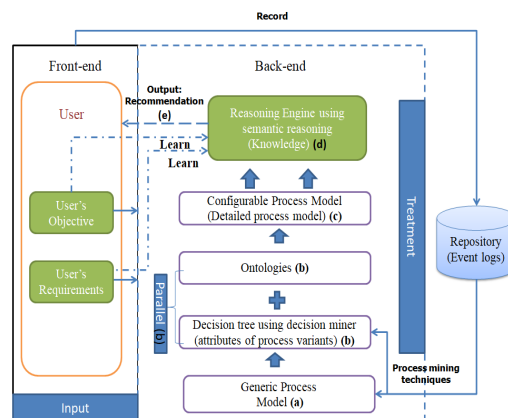 Record
Front-end
Back-end
User
Output:
Recommendation
(e)
Reasoning Engine using
semantic reasoning
(Knowledge) (d)
Learn
Learn
User's
Objective
User's
Requirements
Configurable Process Model
(Detailed process model) (c)
Ontologies (b)
Parallel (b)
Decision tree using decision miner
(attributes of process variants) (b)
Generic Process
Model (a)
Treatment
Repository
(Event logs)
Process mining
techniques
Input